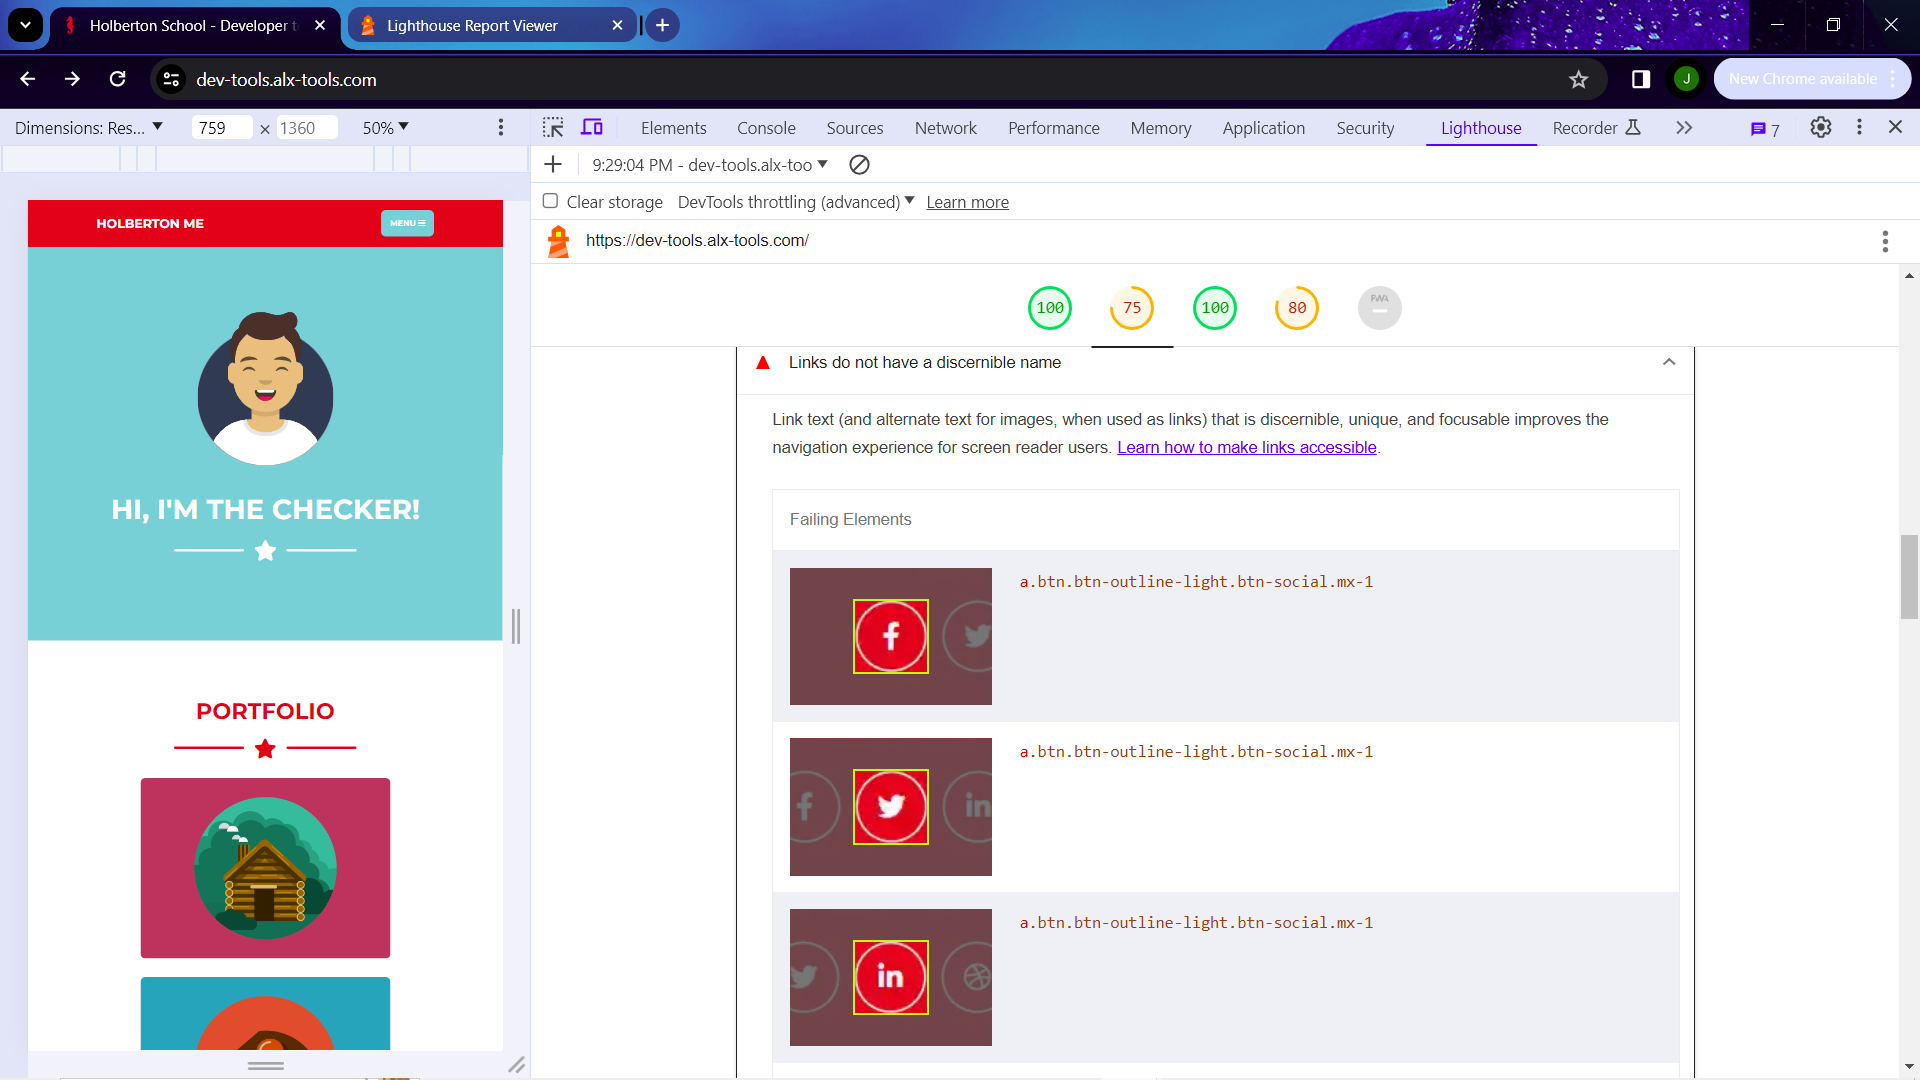 Holberton School - Developer t
Lighthouse Report Viewer
dev-tools.alx-tools.com
J
New Chrome available
Dimensions: Res...
759
×
1360
50%
Elements
Console
Sources
Network
Performance
Memory
Application
Security
Lighthouse
Recorder
7
9:29:04 PM - dev-tools.alx-too
Clear storage
DevTools throttling (advanced)
Learn more
https://dev-tools.alx-tools.com/
100
75
100
80
PWA
HOLBERTON ME
MENU
HI, I'M THE CHECKER!
PORTFOLIO
Links do not have a discernible name
Link text (and alternate text for images, when used as links) that is discernible, unique, and focusable improves the
navigation experience for screen reader users. Learn how to make links accessible.
Failing Elements
a.btn.btn-outline-light.btn-social.mx-1
a.btn.btn-outline-light.btn-social.mx-1
in
a.btn.btn-outline-light.btn-social.mx-1
in